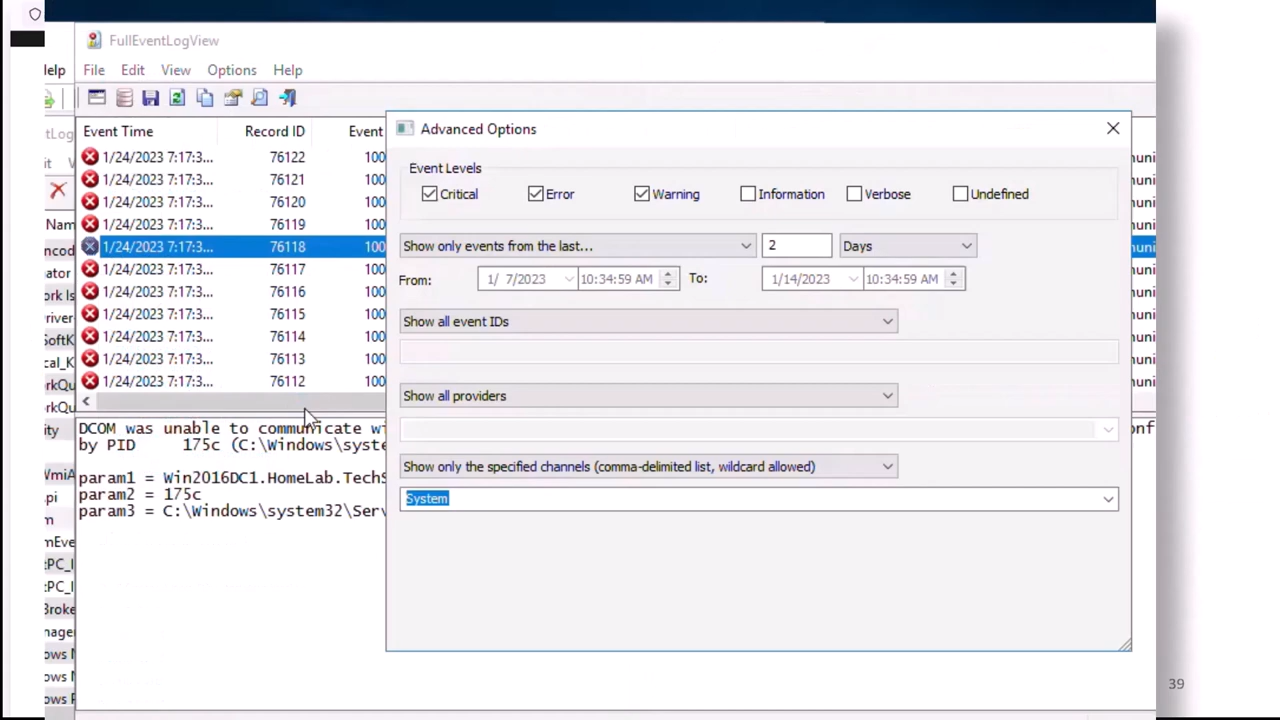 FullEventLogView
Help
File Edit View Options Help
Event Time Record ID Event
1/24/2023 7:17:3... 76122 100
1/24/2023 7:17:3... 76121 100
1/24/2023 7:17:3... 76120 100
1/24/2023 7:17:3... 76119 100
1/24/2023 7:17:3... 76118 100
1/24/2023 7:17:3... 76117 100
1/24/2023 7:17:3... 76116 100
1/24/2023 7:17:3... 76115 100
1/24/2023 7:17:3... 76114 100
1/24/2023 7:17:3... 76113 100
1/24/2023 7:17:3... 76112 100
DCOM was unable to communicate wi
by PID 175c (C:\Windows\syste
param1 = Win2016DC1.HomeLab.TechS
param2 = 175c
param3 = C:\Windows\system32\Serv
Advanced Options
Event Levels
Critical Error Warning Information Verbose Undefined
Show only events from the last... 2 Days
From: 1/ 7/2023 10:34:59 AM To: 1/14/2023 10:34:59 AM
Show all event IDs
Show all providers
Show only the specified channels (comma-delimited list, wildcard allowed)
System
39